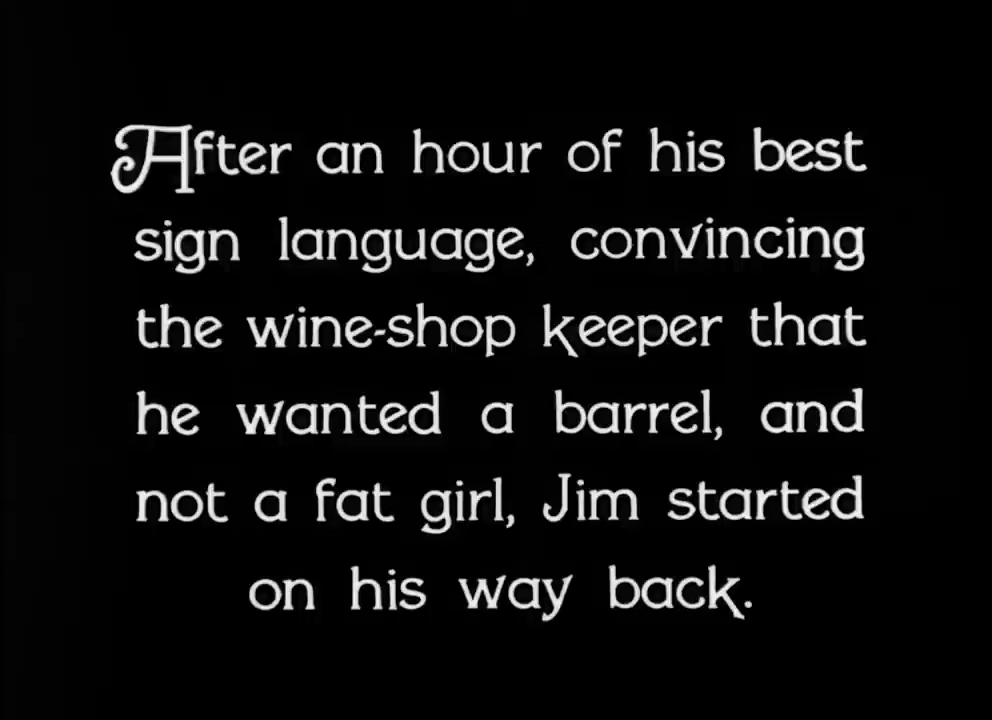 After an hour of his best
sign language, convincing
the wine-shop keeper that
he wanted a barrel, and
not a fat girl, Jim started
on his way back.